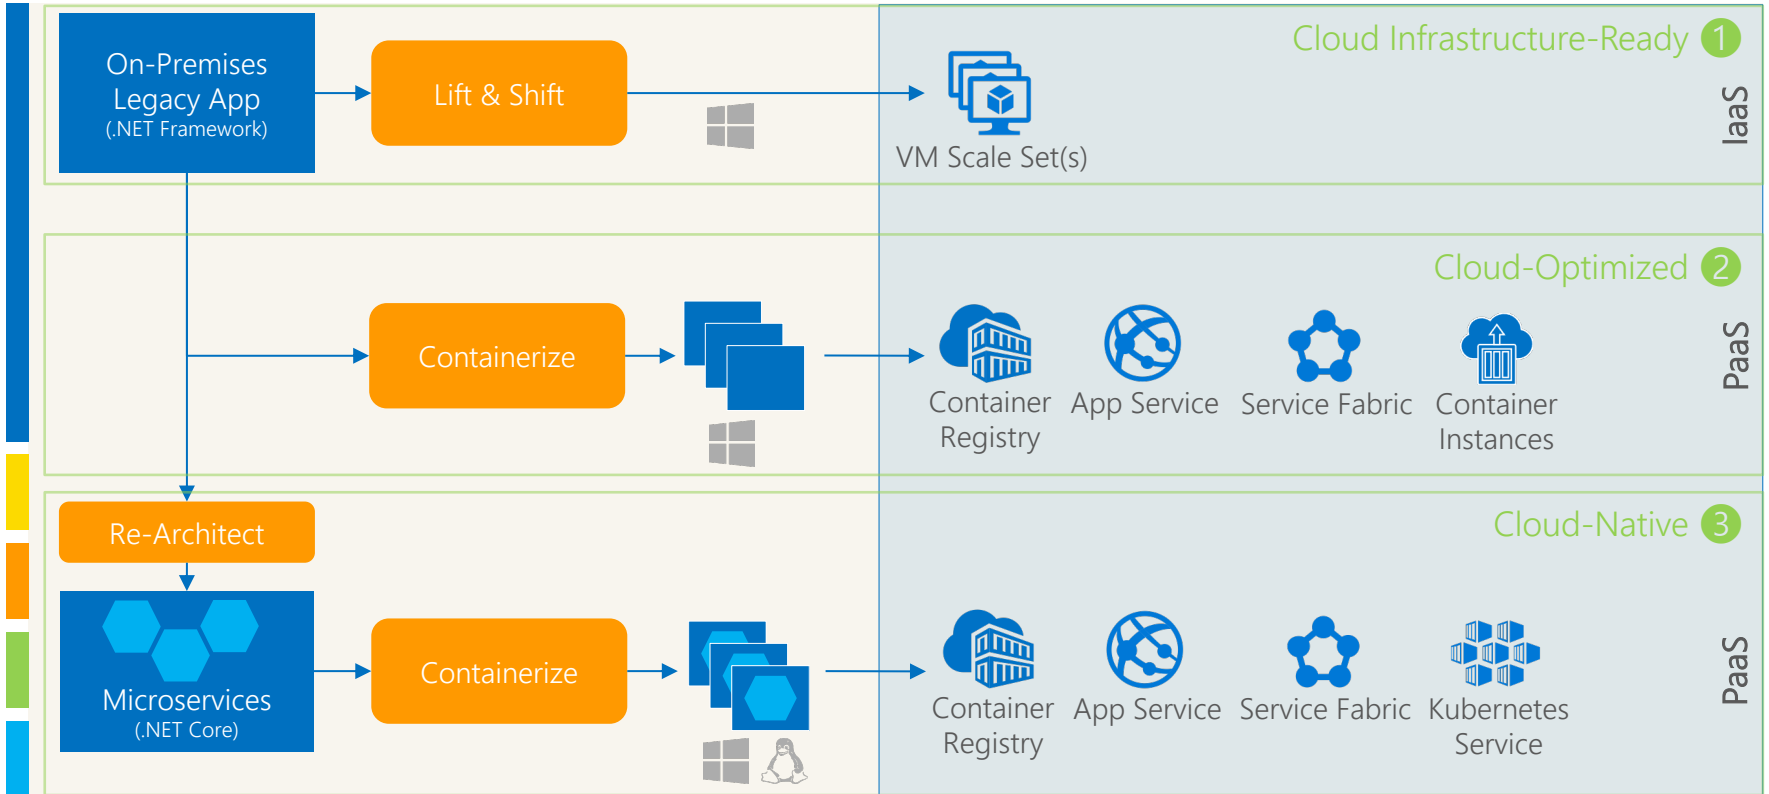 On-Premises
Legacy App
(.NET Framework)
Lift & Shift
VM Scale Set(s)
Cloud Infrastructure-Ready 1
IaaS
Containerize
Cloud-Optimized 2
Container
Registry
App Service
Service Fabric
Container
Instances
PaaS
Re-Architect
Microservices
(.NET Core)
Containerize
Cloud-Native 3
Container
Registry
App Service
Service Fabric
Kubernetes
Service
PaaS